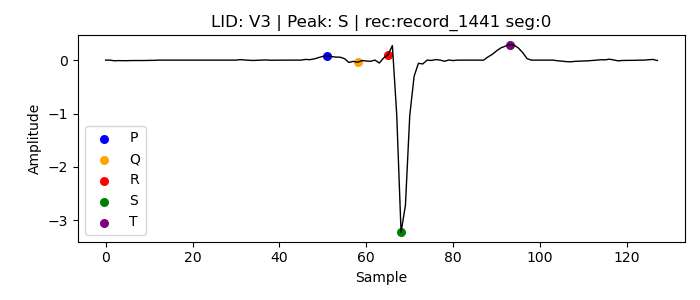 LID: V3 | Peak: S | rec:record_1441 seg:0
Amplitude
0
−1
−2
−3
P
Q
R
S
T
0 20 40 60 80 100 120
Sample